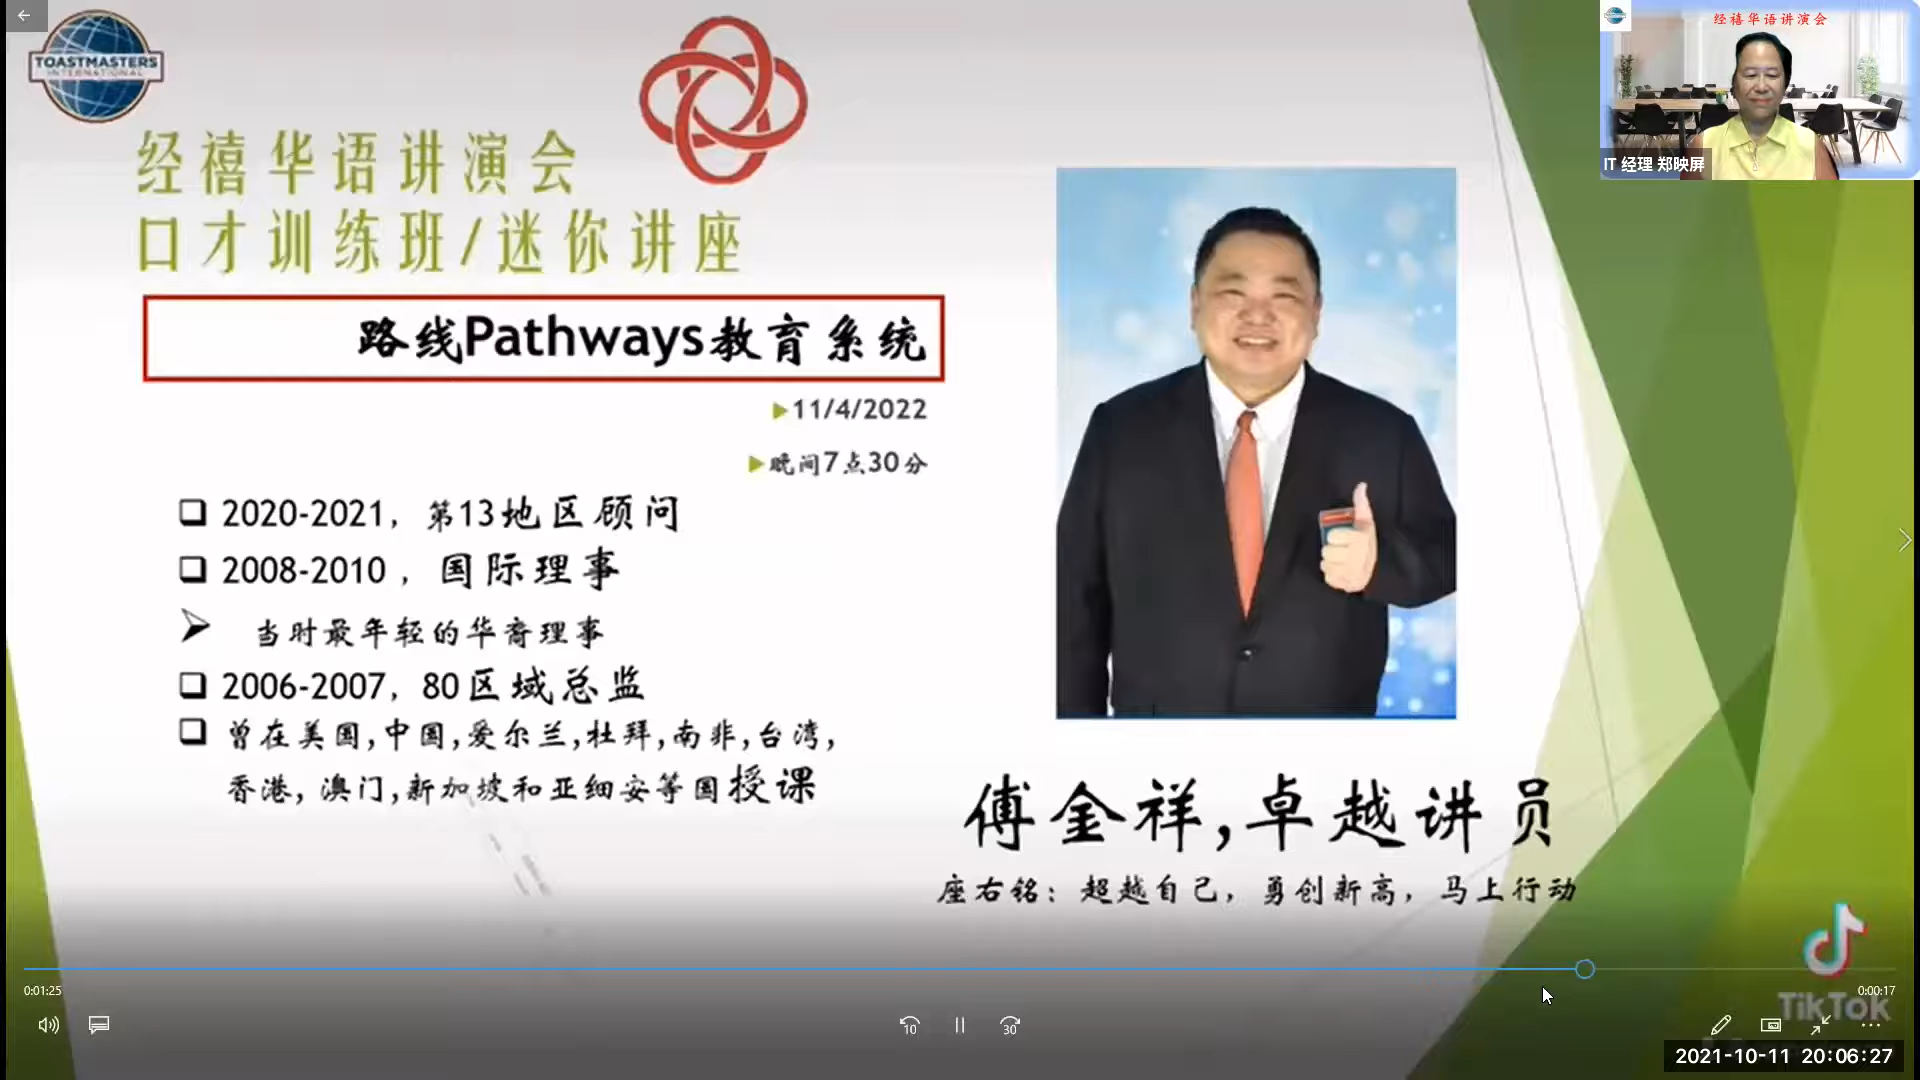 TOASTMASTERS
INTERNATIONAL
经禧华语讲演会
口才训练班/迷你讲座
路线Pathways教育系统
11/4/2022
晚间7点30分
2020-2021，第13地区顾问
2008-2010，国际理事
当时最年轻的华裔理事
2006-2007，80区域总监
曾在美国,中国,爱尔兰,杜拜,南非,台湾,
香港，澳门,新加坡和亚细安等国授课
傅金祥,卓越讲员
座右铭：超越自己，勇创新高，马上行动
经禧华语讲演会
IT 经理 郑映屏
TikTok
0:01:25
0:00:17
10
30
2021-10-11 20:06:27